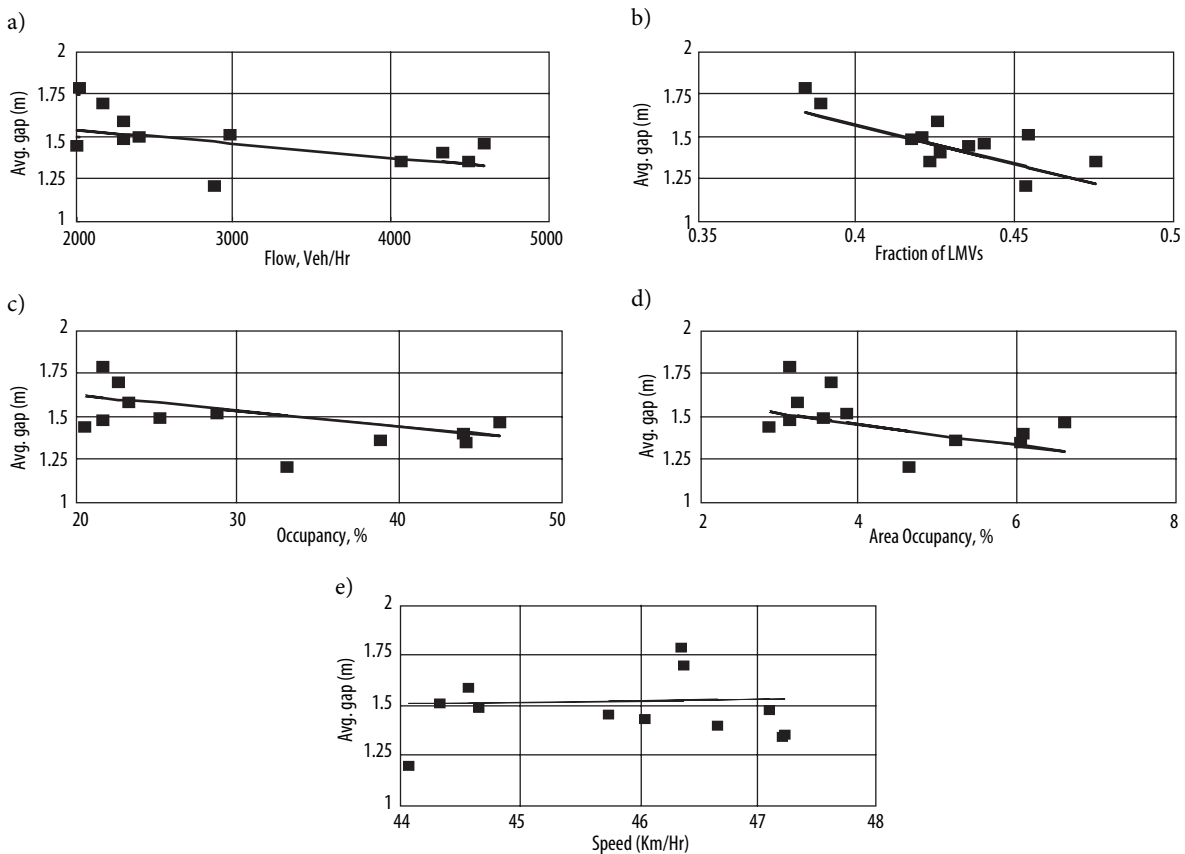 a)
2
1.75
1.5
1.25
1
Avg. gap (m)
2000 3000 4000 5000
Flow, Veh/Hr
b)
2
1.75
1.5
1.25
1
Avg. gap (m)
0.35 0.4 0.45 0.5
Fraction of LMVs
c)
2
1.75
1.5
1.25
1
Avg. gap (m)
20 30 40 50
Occupancy, %
d)
2
1.75
1.5
1.25
1
Avg. gap (m)
2 4 6 8
Area Occupancy, %
e)
2
1.75
1.5
1.25
1
Avg. gap (m)
44 45 46 47 48
Speed (Km/Hr)